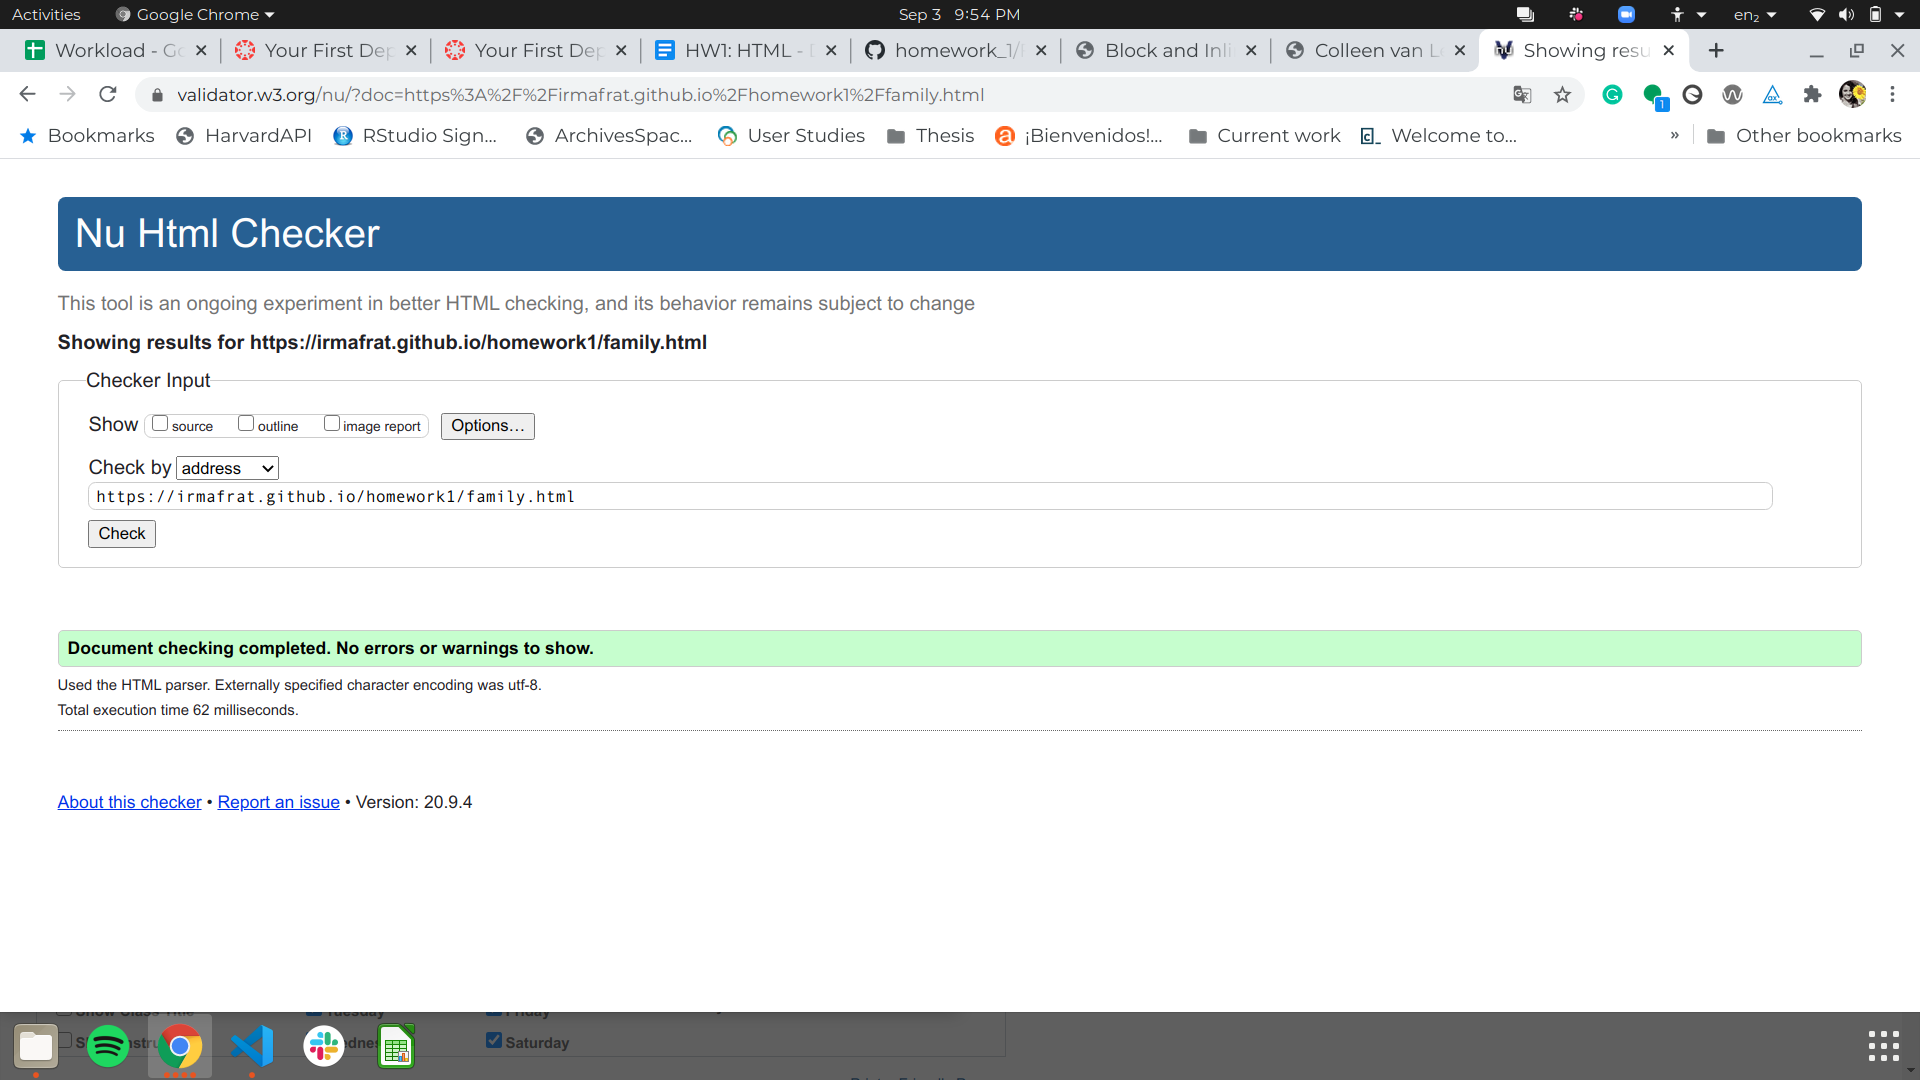 Activities Google Chrome Sep 3 9:54 PM en₂
Workload - Go Your First Dep Your First Dep HW1: HTML - homework_1/ Block and Inli Colleen van L Showing resu
validator.w3.org/nu/?doc=https%3A%2F%2Firmafrat.github.io%2Fhomework1%2Ffamily.html 1
Bookmarks HarvardAPI RStudio Sign... ArchivesSpac... User Studies Thesis ¡Bienvenidos!... Current work Welcome to... » Other bookmarks
Nu Html Checker
This tool is an ongoing experiment in better HTML checking, and its behavior remains subject to change
Showing results for https://irmafrat.github.io/homework1/family.html
Checker Input
Show source outline image report Options...
Check by address
https://irmafrat.github.io/homework1/family.html
Check
Document checking completed. No errors or warnings to show.
Used the HTML parser. Externally specified character encoding was utf-8.
Total execution time 62 milliseconds.
About this checker • Report an issue • Version: 20.9.4
Saturday